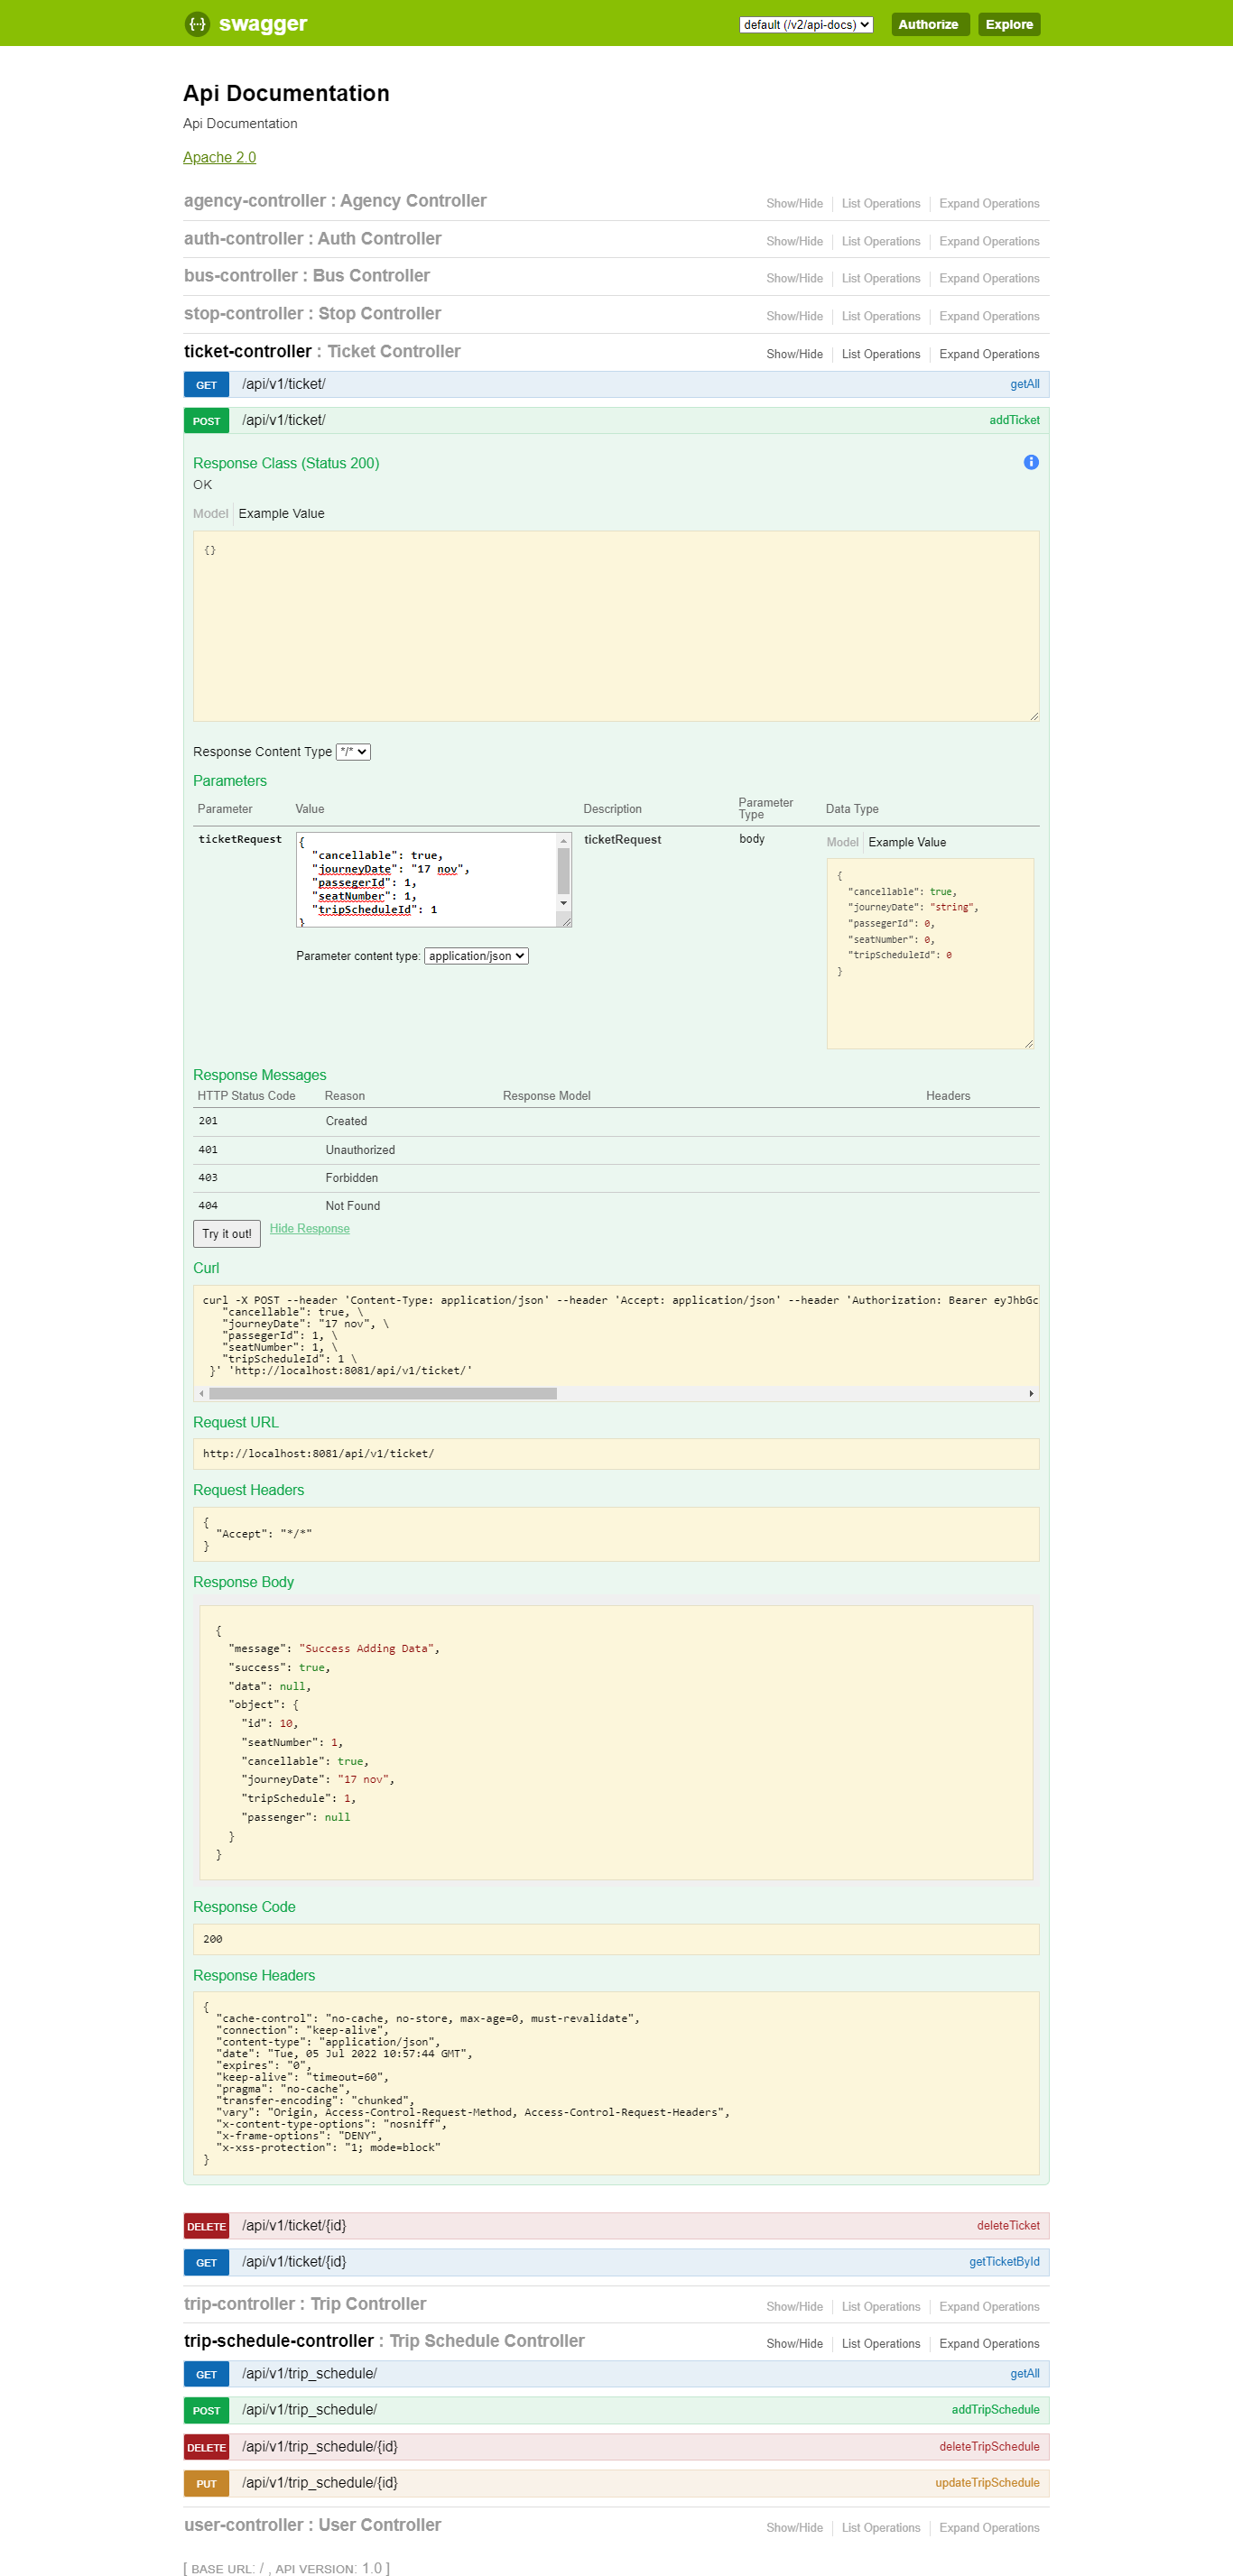 swagger default (/v2/api-docs) Authorize Explore
Api Documentation
Api Documentation
Apache 2.0
agency-controller : Agency Controller Show/Hide List Operations Expand Operations
auth-controller : Auth Controller Show/Hide List Operations Expand Operations
bus-controller : Bus Controller Show/Hide List Operations Expand Operations
stop-controller : Stop Controller Show/Hide List Operations Expand Operations
ticket-controller : Ticket Controller Show/Hide List Operations Expand Operations
GET /api/v1/ticket/ getAll
POST /api/v1/ticket/ addTicket
Response Class (Status 200)
OK
Model Example Value
{}
Response Content Type */*
Parameters
Parameter Value Description Parameter Type Data Type
ticketRequest
{
"cancellable": true,
"journeyDate": "17 nov",
"passegerId": 1,
"seatNumber": 1,
"tripScheduleId": 1
}
Parameter content type: application/json
ticketRequest
body
Model Example Value
{
"cancellable": true,
"journeyDate": "string",
"passegerId": 0,
"seatNumber": 0,
"tripScheduleId": 0
}
Response Messages
HTTP Status Code Reason Response Model Headers
201 Created
401 Unauthorized
403 Forbidden
404 Not Found
Try it out! Hide Response
Curl
curl -X POST --header 'Content-Type: application/json' --header 'Accept: application/json' --header 'Authorization: Bearer eyJhbGc
"cancellable": true, \
"journeyDate": "17 nov", \
"passegerId": 1, \
"seatNumber": 1, \
"tripScheduleId": 1 \
}' 'http://localhost:8081/api/v1/ticket/'
Request URL
http://localhost:8081/api/v1/ticket/
Request Headers
{
"Accept": "*/*"
}
Response Body
{
"message": "Success Adding Data",
"success": true,
"data": null,
"object": {
"id": 10,
"seatNumber": 1,
"cancellable": true,
"journeyDate": "17 nov",
"tripSchedule": 1,
"passenger": null
}
}
Response Code
200
Response Headers
{
"cache-control": "no-cache, no-store, max-age=0, must-revalidate",
"connection": "keep-alive",
"content-type": "application/json",
"date": "Tue, 05 Jul 2022 10:57:44 GMT",
"expires": "0",
"keep-alive": "timeout=60",
"pragma": "no-cache",
"transfer-encoding": "chunked",
"vary": "Origin, Access-Control-Request-Method, Access-Control-Request-Headers",
"x-content-type-options": "nosniff",
"x-frame-options": "DENY",
"x-xss-protection": "1; mode=block"
}
DELETE /api/v1/ticket/{id} deleteTicket
GET /api/v1/ticket/{id} getTicketById
trip-controller : Trip Controller Show/Hide List Operations Expand Operations
trip-schedule-controller : Trip Schedule Controller Show/Hide List Operations Expand Operations
GET /api/v1/trip_schedule/ getAll
POST /api/v1/trip_schedule/ addTripSchedule
DELETE /api/v1/trip_schedule/{id} deleteTripSchedule
PUT /api/v1/trip_schedule/{id} updateTripSchedule
user-controller : User Controller Show/Hide List Operations Expand Operations
[ BASE URL: / , API VERSION: 1.0 ]